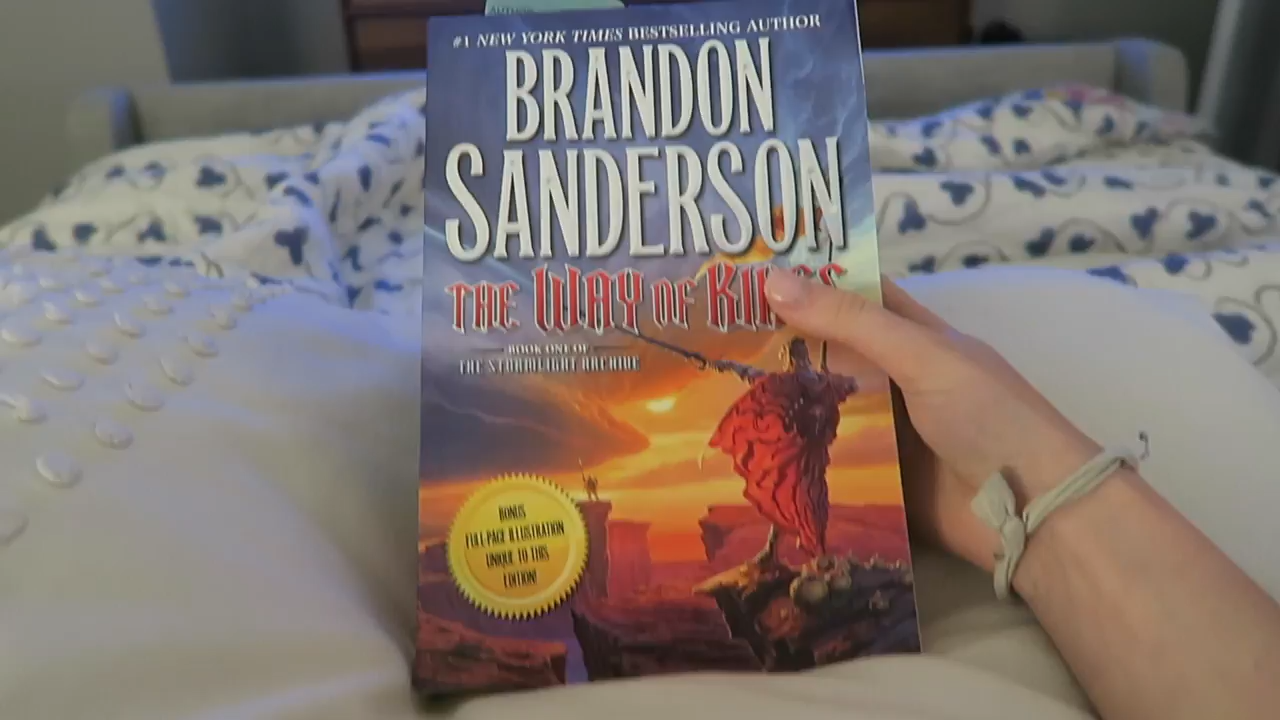 #1 NEW YORK TIMES BESTSELLING AUTHOR
BRANDON
SANDERSON
THE WAY OF KINGS
BOOK ONE OF
THE STORMLIGHT ARCHIVE
BONUS
FULL-PAGE ILLUSTRATION
UNIQUE TO THIS
EDITION!